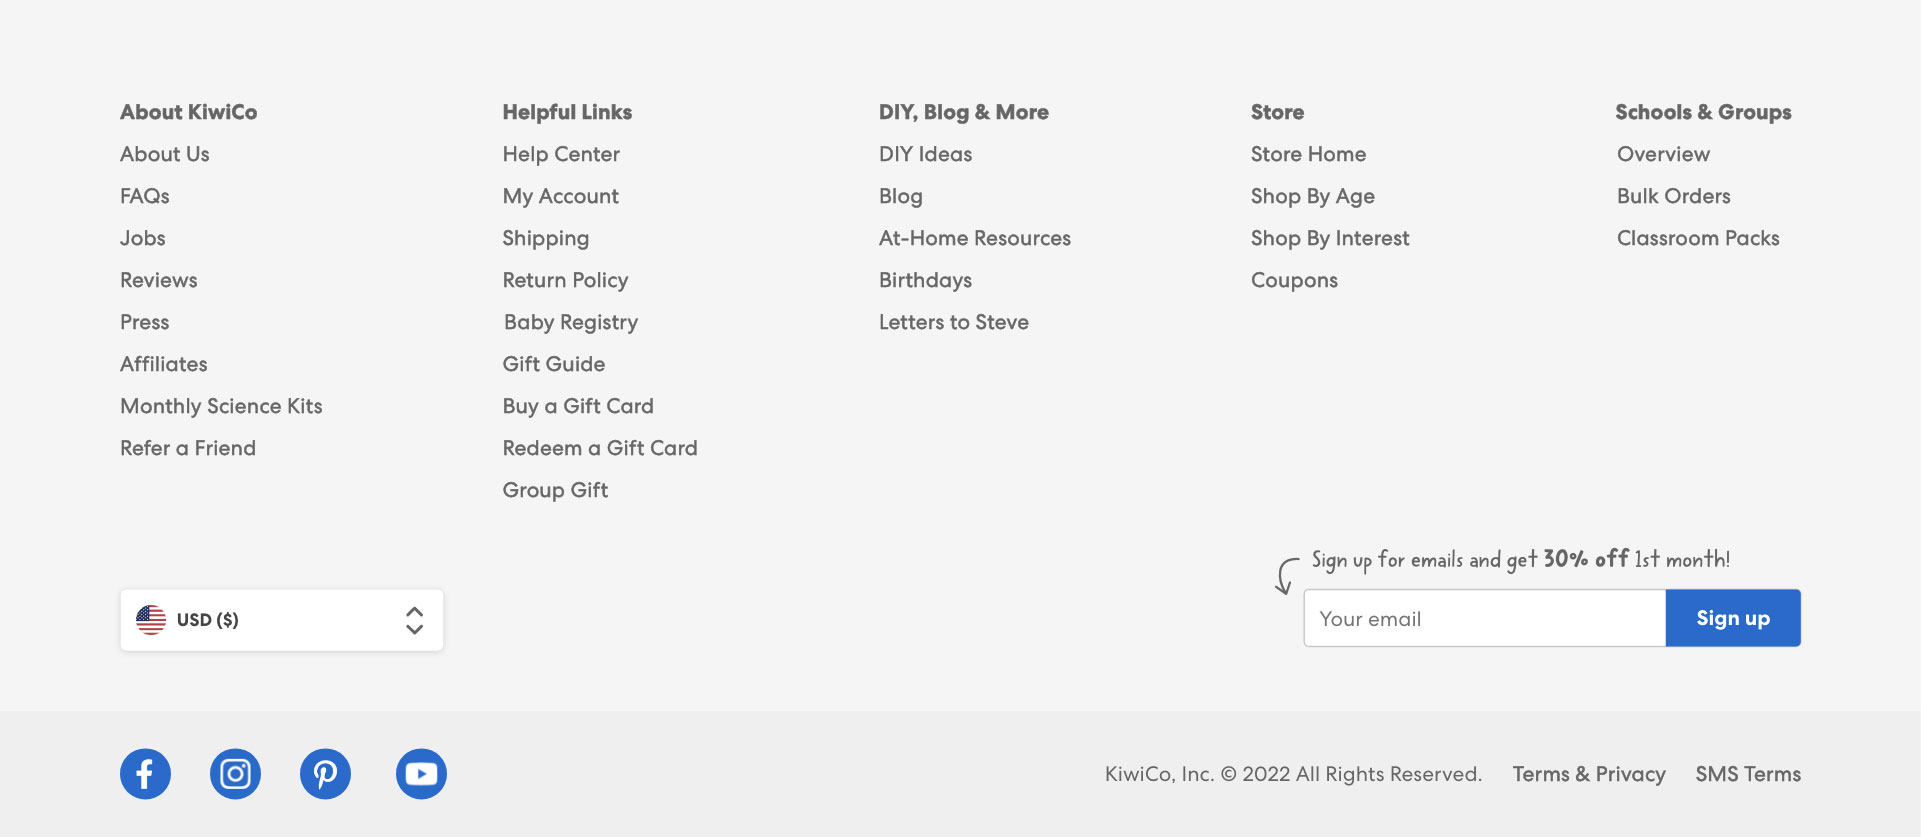 About KiwiCo
About Us
FAQs
Jobs
Reviews
Press
Affiliates
Monthly Science Kits
Refer a Friend
Helpful Links
Help Center
My Account
Shipping
Return Policy
Baby Registry
Gift Guide
Buy a Gift Card
Redeem a Gift Card
Group Gift
DIY, Blog & More
DIY Ideas
Blog
At-Home Resources
Birthdays
Letters to Steve
Store
Store Home
Shop By Age
Shop By Interest
Coupons
Schools & Groups
Overview
Bulk Orders
Classroom Packs
USD ($)
Sign up for emails and get 30% off 1st month!
Your email
Sign up
KiwiCo, Inc. © 2022 All Rights Reserved.
Terms & Privacy
SMS Terms